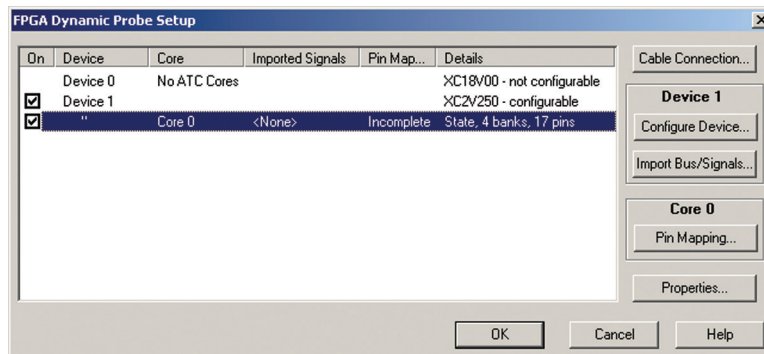 FPGA Dynamic Probe Setup
On Device Core Imported Signals Pin Map... Details
Device 0 No ATC Cores XC18V00 - not configurable
Device 1 XC2V250 - configurable
" Core 0 <None> Incomplete State, 4 banks, 17 pins
Cable Connection...
Device 1
Configure Device...
Import Bus/Signals...
Core 0
Pin Mapping...
Properties...
OK Cancel Help